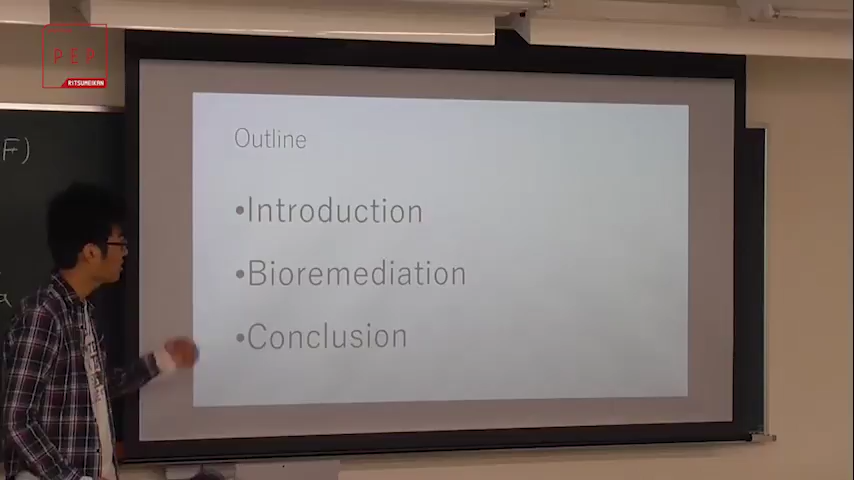 PEP
RITSUMEIKAN
F)
Outline
•Introduction
•Bioremediation
•Conclusion
a